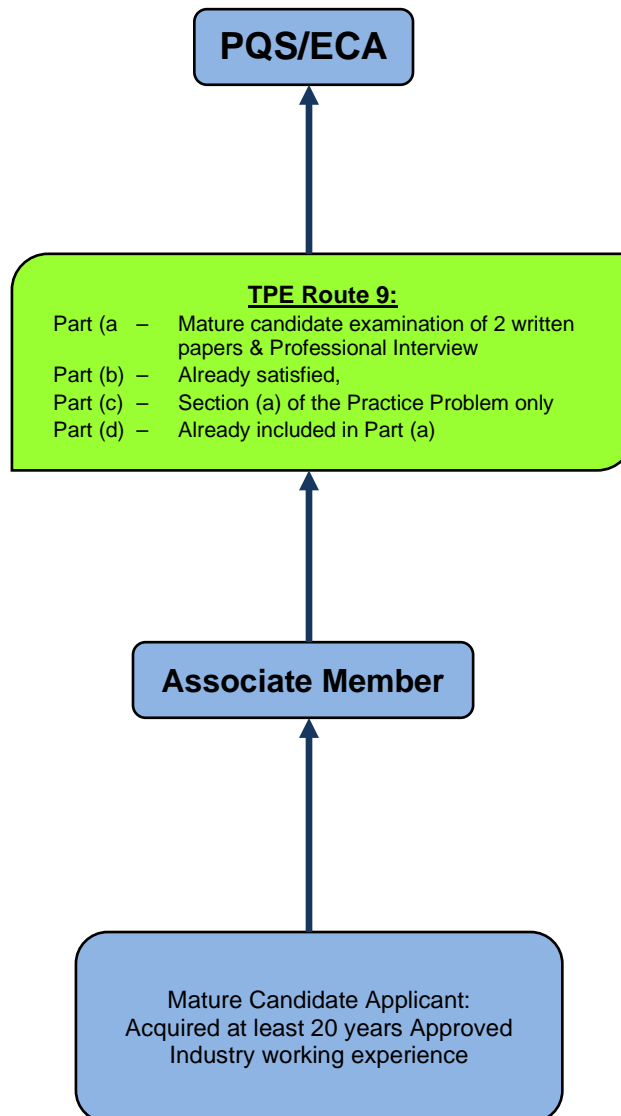 PQS/ECA
TPE Route 9:
Part (a – Mature candidate examination of 2 written
papers & Professional Interview
Part (b) – Already satisfied,
Part (c) – Section (a) of the Practice Problem only
Part (d) – Already included in Part (a)
Associate Member
Mature Candidate Applicant:
Acquired at least 20 years Approved
Industry working experience